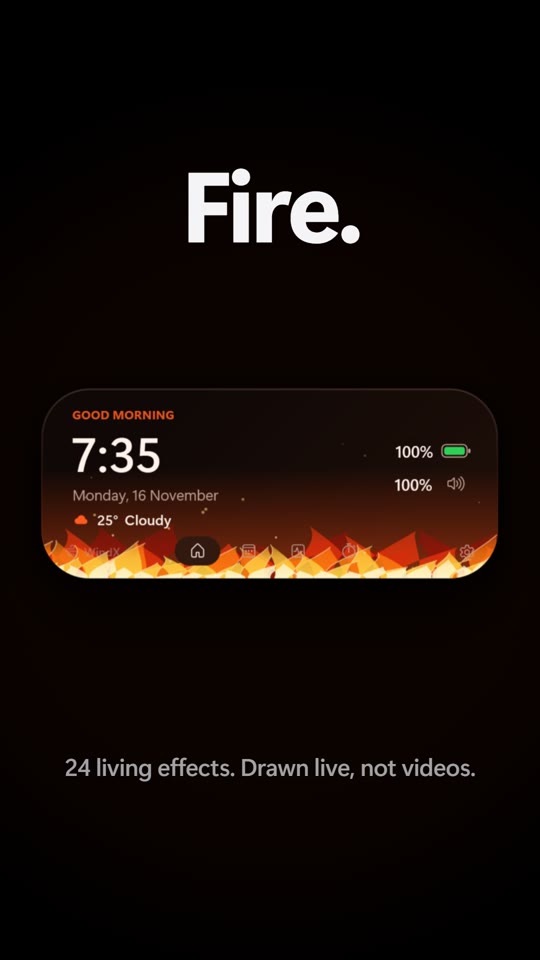 Fire.
GOOD MORNING
7:35
100%
Monday, 16 November
100%
25° Cloudy
WindX
24 living effects. Drawn live, not videos.